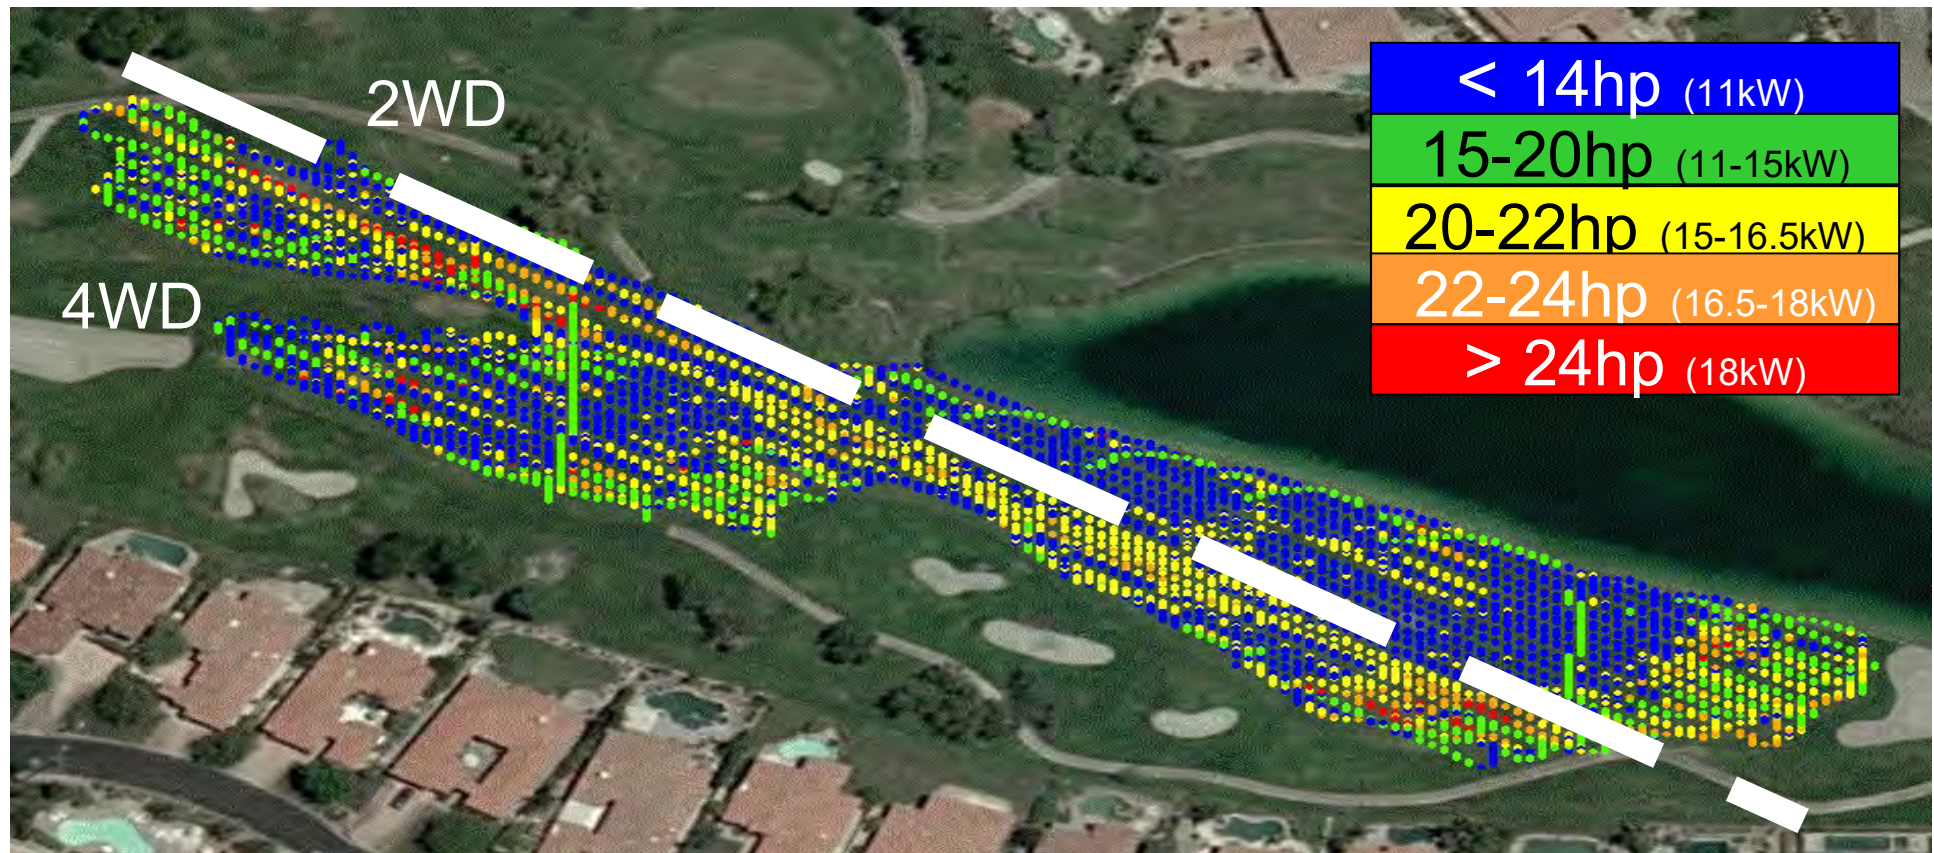 2WD
4WD
< 14hp (11kW)
15-20hp (11-15kW)
20-22hp (15-16.5kW)
22-24hp (16.5-18kW)
> 24hp (18kW)